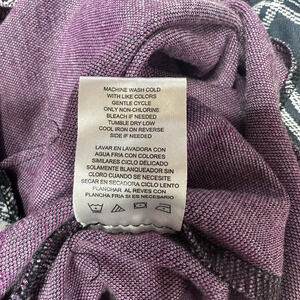 MACHINE WASH COLD
WITH LIKE COLORS
GENTLE CYCLE
ONLY NON-CHLORINE
BLEACH IF NEEDED
TUMBLE DRY LOW
COOL IRON ON REVERSE
SIDE IF NEEDED
LAVAR EN LAVADORA CON
AGUA FRIA CON COLORES
SIMILARES CICLO DELICADO
SOLAMENTE BLANQUEADOR SIN
CLORO CUANDO SE NECESITE
SECAR EN SECADORA CICLO LENTO
PLANCHAR AL REVES CON
PLANCHA FRIA SI ES NECESARIO